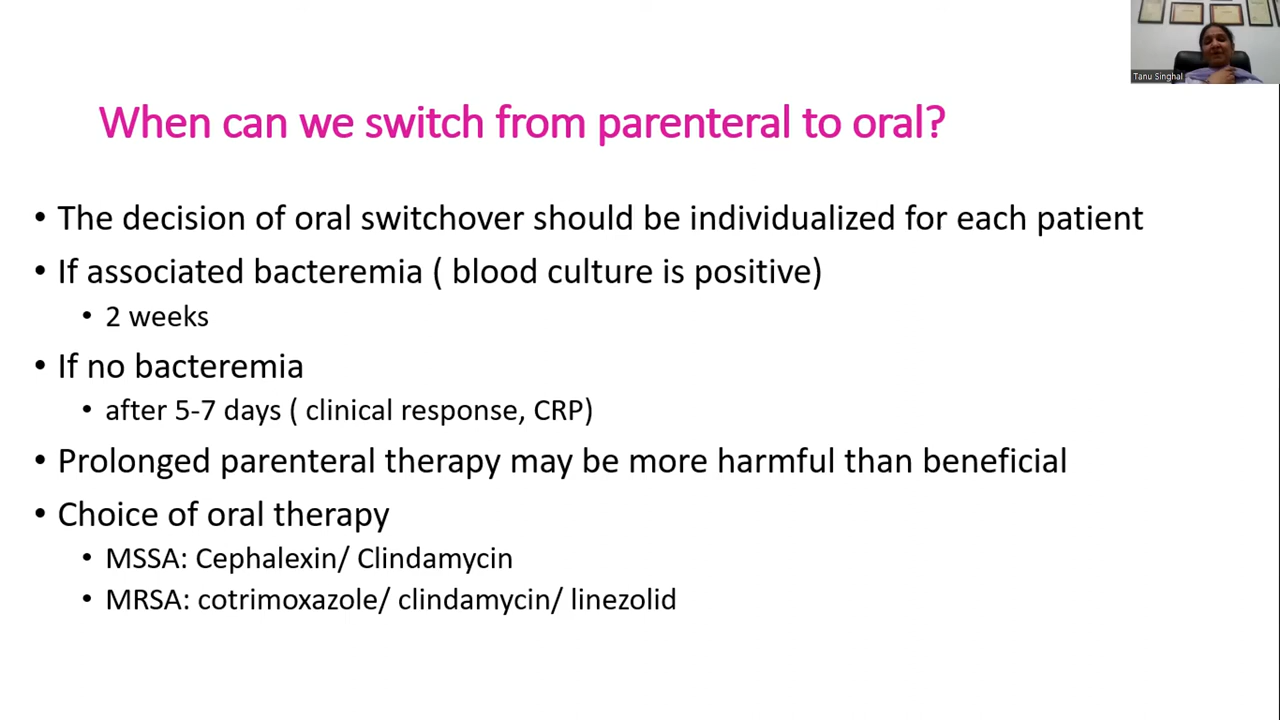 Tanu Singhal
When can we switch from parenteral to oral?
• The decision of oral switchover should be individualized for each patient
• If associated bacteremia ( blood culture is positive)
• 2 weeks
• If no bacteremia
• after 5-7 days ( clinical response, CRP)
• Prolonged parenteral therapy may be more harmful than beneficial
• Choice of oral therapy
• MSSA: Cephalexin/ Clindamycin
• MRSA: cotrimoxazole/ clindamycin/ linezolid